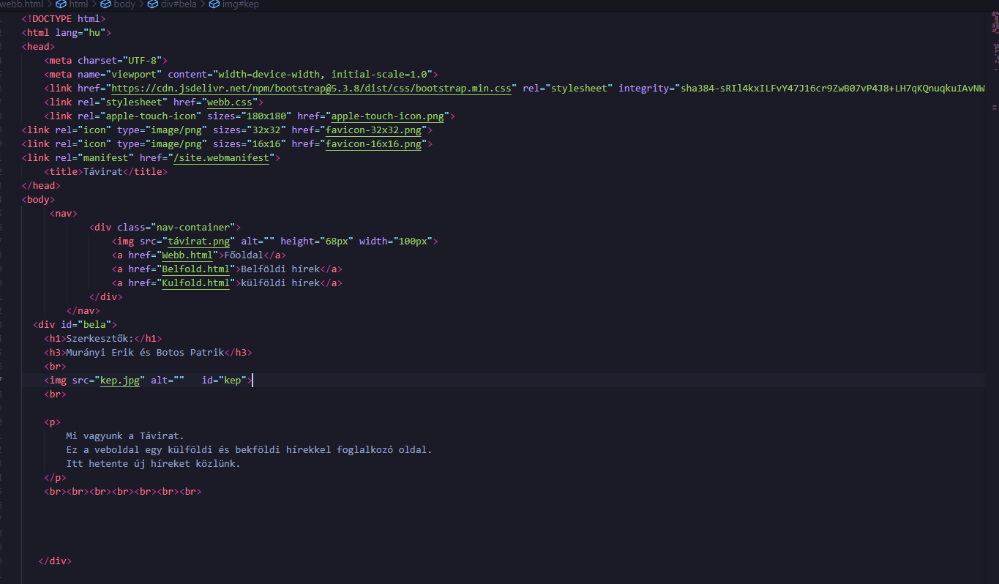 webb.html > html > body > div#bela > img#kep
<!DOCTYPE html>
<html lang="hu">
<head>
<meta charset="UTF-8">
<meta name="viewport" content="width=device-width, initial-scale=1.0">
<link href="https://cdn.jsdelivr.net/npm/bootstrap@5.3.8/dist/css/bootstrap.min.css" rel="stylesheet" integrity="sha384-sRIl4kxILFvY47J16cr9ZwB07vP4J8+LH7qKQnuqkuIAvNW
<link rel="stylesheet" href="webb.css">
<link rel="apple-touch-icon" sizes="180x180" href="apple-touch-icon.png">
<link rel="icon" type="image/png" sizes="32x32" href="favicon-32x32.png">
<link rel="icon" type="image/png" sizes="16x16" href="favicon-16x16.png">
<link rel="manifest" href="/site.webmanifest">
<title>Távirat</title>
</head>
<body>
<nav>
<div class="nav-container">
<img src="távirat.png" alt="" height="68px" width="100px">
<a href="Webb.html">Főoldal</a>
<a href="Belfold.html">Belföldi hírek</a>
<a href="Kulfold.html">külföldi hírek</a>
</div>
</nav>
<div id="bela">
<h1>Szerkesztők:</h1>
<h3>Murányi Erik és Botos Patrik</h3>
<br>
<img src="kep.jpg" alt=""   id="kep">
<br>
<p>
Mi vagyunk a Távirat.
Ez a veboldal egy külföldi és bekföldi hírekkel foglalkozó oldal.
Itt hetente új híreket közlünk.
</p>
<br><br><br><br><br><br><br>
</div>